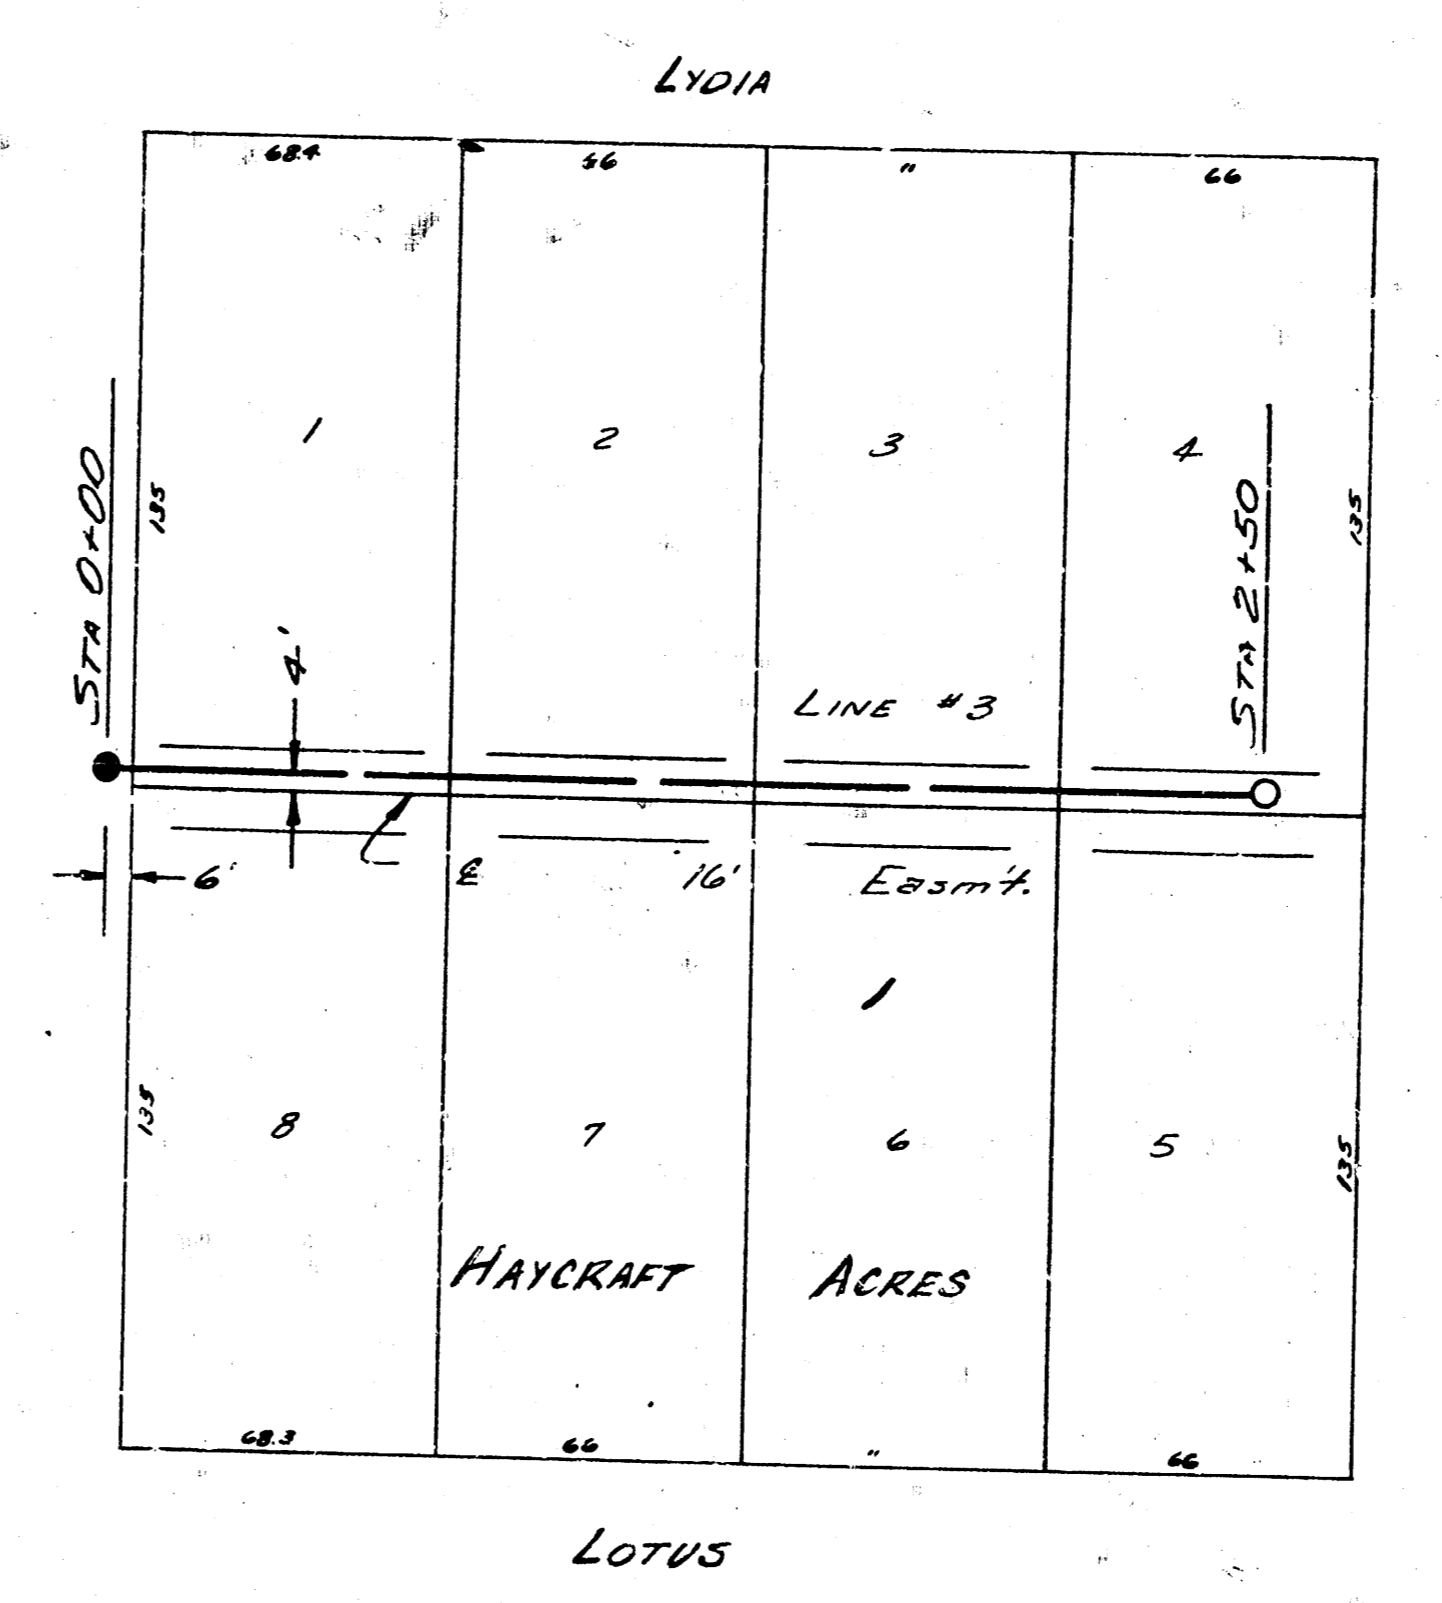 LYDIA
68.4 66 " 66
1 2 3 4
STA 0+00
135
135
STA 2+50
4'
LINE #3
6'
℄ 16' Easm't.
1
135
135
8 7 6 5
HAYCRAFT ACRES
68.3 66 " 66
LOTUS